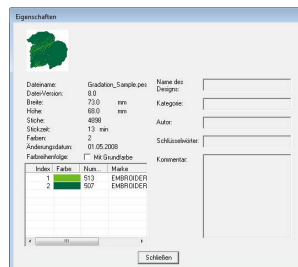 Eigenschaften
Dateiname: Gradation_Sample.pes
Datei-Version: 8.0
Breite: 73.0 mm
Höhe: 68.0 mm
Stiche: 4898
Stickzeit: 13 min
Farben: 2
Änderungsdatum: 01.05.2008
Farbreihenfolge: Mit Grundfarbe
Index Farbe Num... Marke
1 513 EMBROIDER
2 507 EMBROIDER
Name des Designs:
Kategorie:
Autor:
Schlüsselwörter:
Kommentar:
Schließen